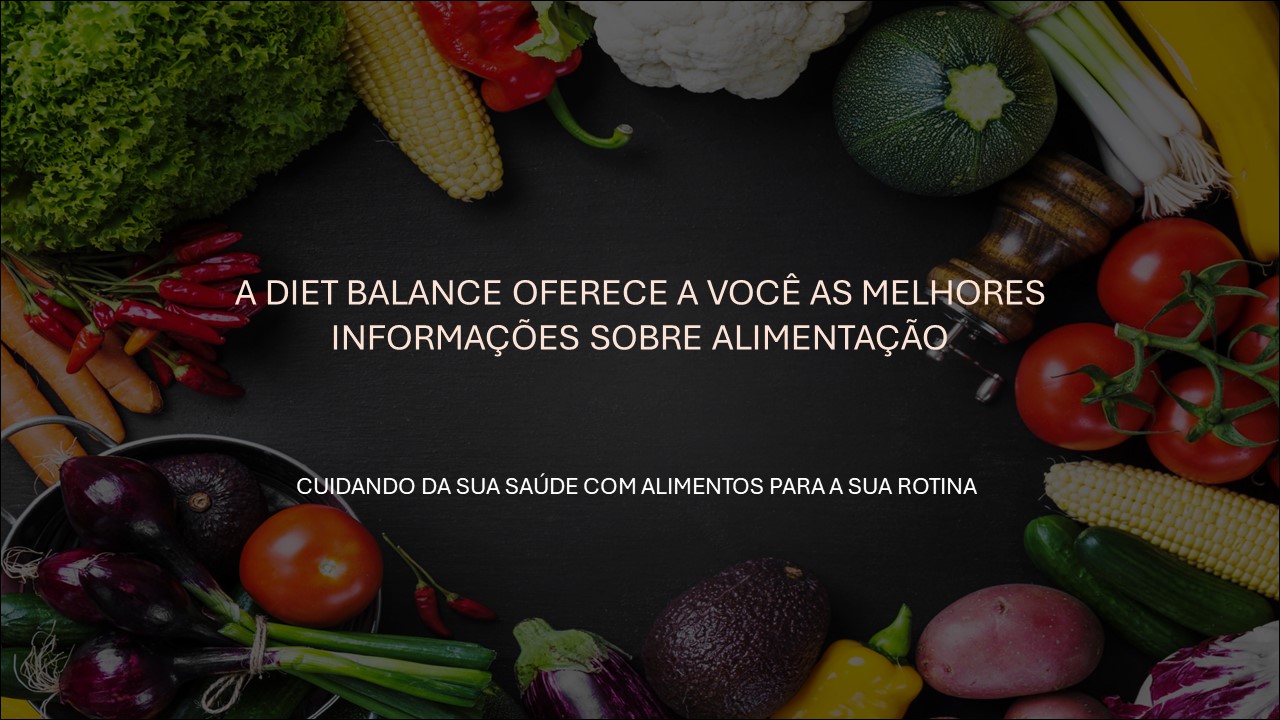 A DIET BALANCE OFERECE A VOCÊ AS MELHORES
INFORMAÇÕES SOBRE ALIMENTAÇÃO
CUIDANDO DA SUA SAÚDE COM ALIMENTOS PARA A SUA ROTINA